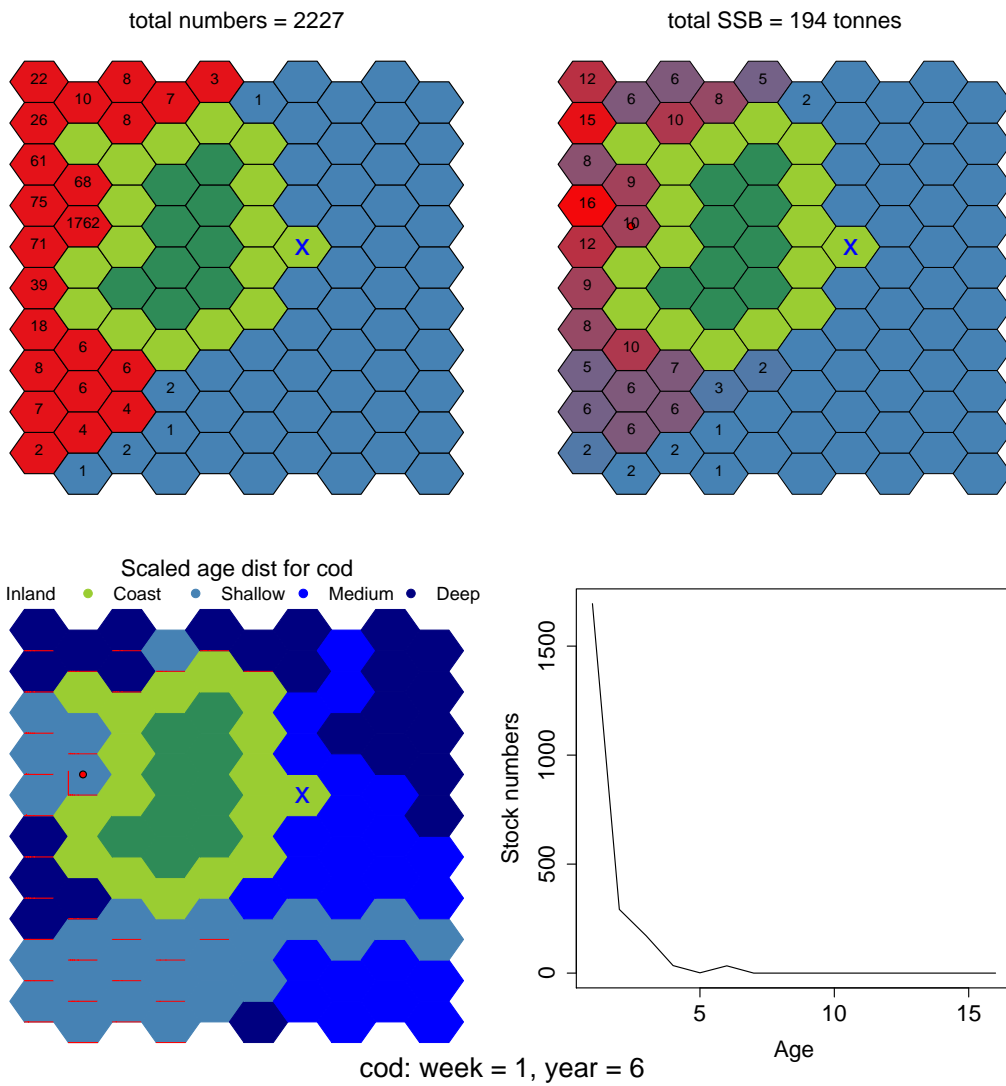 total numbers = 2227
22 8 3
10 7 1
26 8
61
68
75
1762
71 X
39
18
6
8 6
6 2
7 4
4 1
2 2
1
total SSB = 194 tonnes
12 6 5
6 8 2
15 10
8
9
16
10
12 X
9
8
10
5 7 2
6 3
6 6
6 1
2 2
2 1
Scaled age dist for cod
Inland Coast Shallow Medium Deep
X
Stock numbers
1500
1000
500
0
5 10 15
Age
cod: week = 1, year = 6